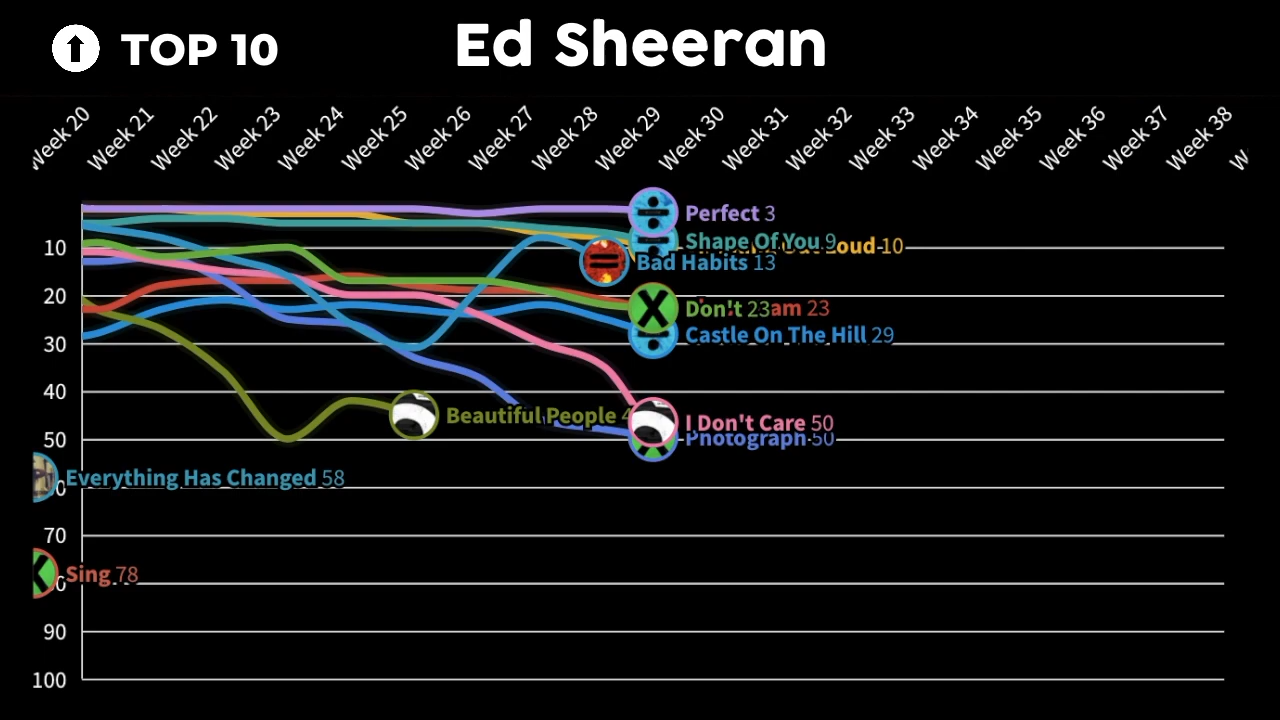 TOP 10
Ed Sheeran
Week 20
Week 21
Week 22
Week 23
Week 24
Week 25
Week 26
Week 27
Week 28
Week 29
Week 30
Week 31
Week 32
Week 33
Week 34
Week 35
Week 36
Week 37
Week 38
Perfect 3
Shape Of You 9
10
Bad Habits 13
Don't 23
23
Castle On The Hill 29
Beautiful People 4
I Don't Care 50
Photograph 50
Everything Has Changed 58
Sing 78
10
20
30
40
50
70
90
100